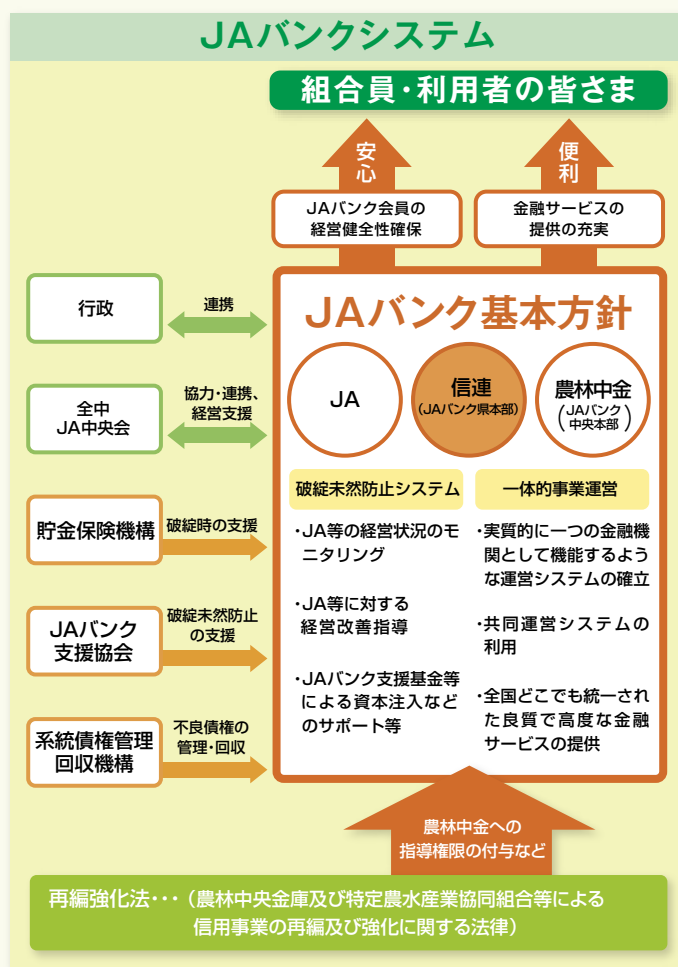 JAバンクシステム
組合員・利用者の皆さま
安心
便利
JAバンク会員の
経営健全性確保
金融サービスの
提供の充実
行政
連携
全中
JA中央会
協力・連携、
経営支援
貯金保険機構
破綻時の支援
JAバンク
支援協会
破綻未然防止
の支援
系統債権管理
回収機構
不良債権の
管理・回収
JAバンク基本方針
JA
信連
(JAバンク県本部)
農林中金
(JAバンク
中央本部)
破綻未然防止システム
・JA等の経営状況のモ
ニタリング
・JA等に対する
経営改善指導
・JAバンク支援基金等
による資本注入など
のサポート等
一体的事業運営
・実質的に一つの金融機
関として機能するよう
な運営システムの確立
・共同運営システムの
利用
・全国どこでも統一され
た良質で高度な金融
サービスの提供
農林中金への
指導権限の付与など
再編強化法・・・（農林中央金庫及び特定農水産業協同組合等による
信用事業の再編及び強化に関する法律）